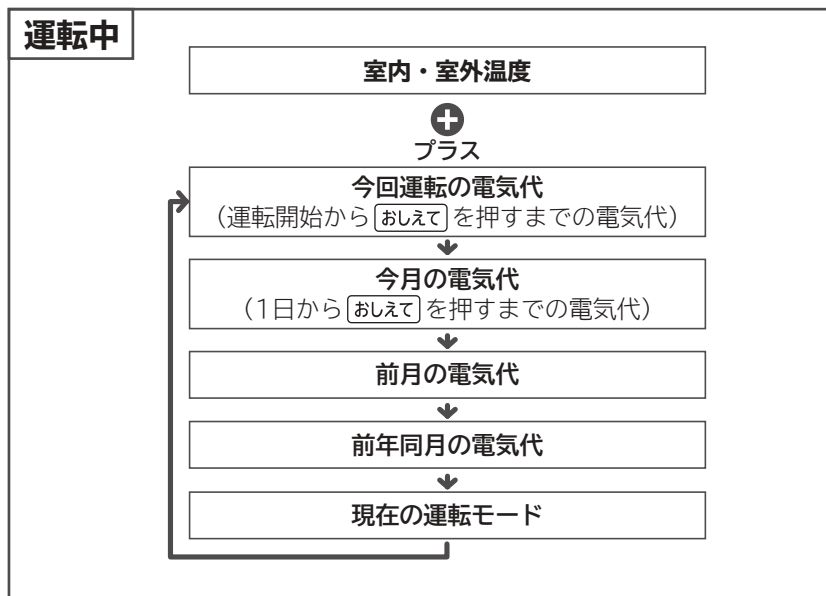 運転中
室内・室外温度
プラス
今回運転の電気代
（運転開始からおしえてを押すまでの電気代）
今月の電気代
（1日からおしえてを押すまでの電気代）
前月の電気代
前年同月の電気代
現在の運転モード